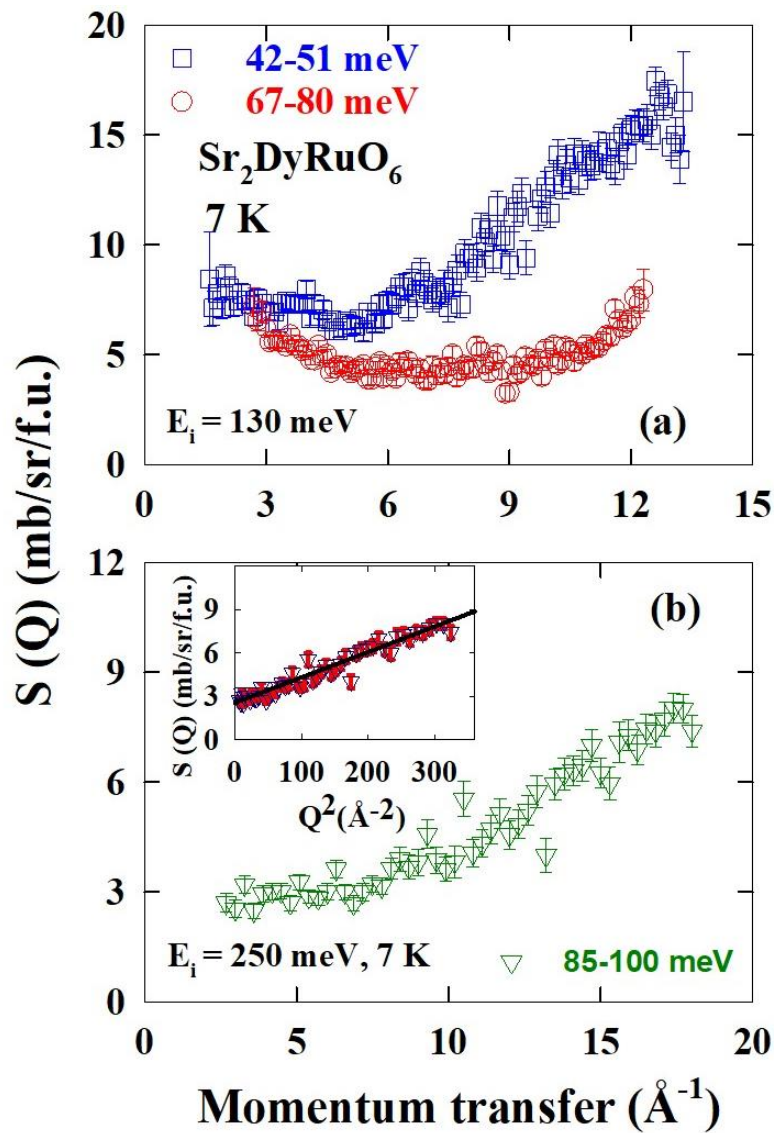 20
42-51 meV
67-80 meV
15
Sr₂DyRuO₆
7 K
10
5
Eᵢ = 130 meV
(a)
0
0 3 6 9 12 15
S (Q) (mb/sr/f.u.)
12
(b)
9
S (Q) (mb/sr/f.u.)
9
6
3
0
0 100 200 300
Q²(Å⁻²)
6
3
Eᵢ = 250 meV, 7 K
85-100 meV
0
0 5 10 15 20
Momentum transfer (Å⁻¹)